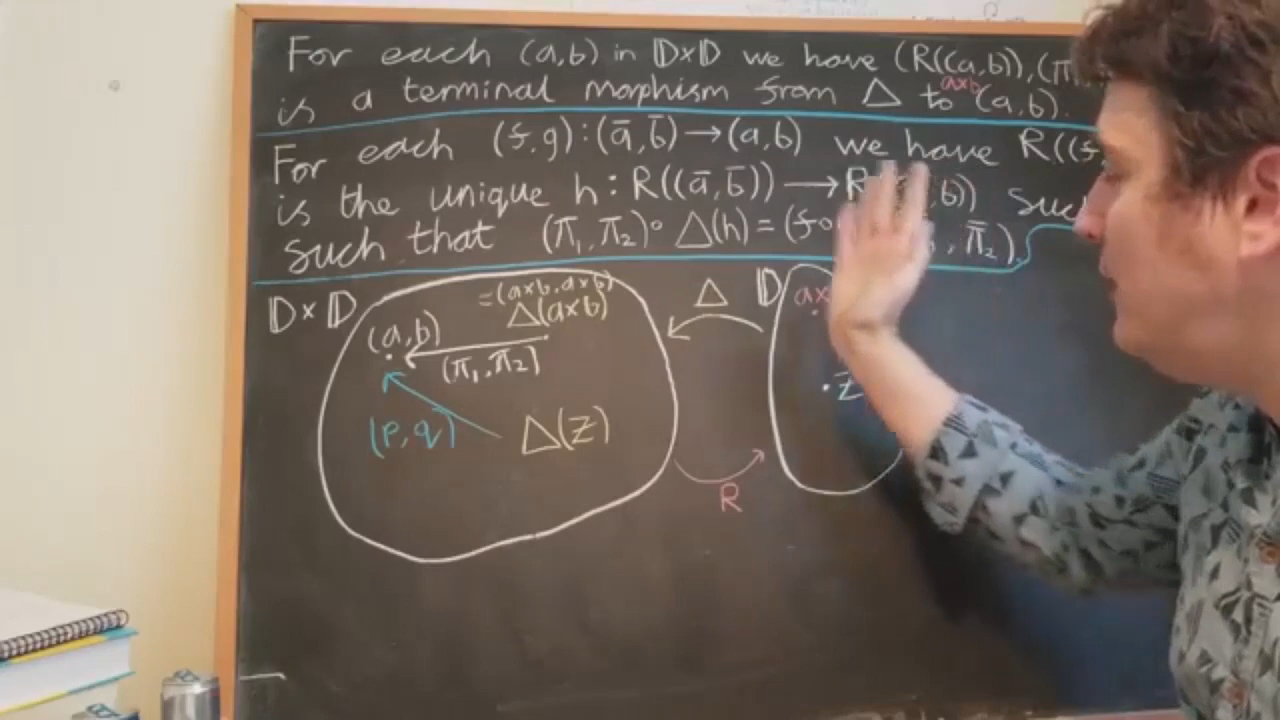 For each (a,b) in 𝔻×𝔻 we have (R((a,b)),(π
a×b
is a terminal morphism from Δ to (a,b).
For each (f,g):(ā,b̄)→(a,b) we have R((f,
is the unique h: R((ā,b̄)) → R b)) Suc
such that (π₁,π₂)∘Δ(h)=(f∘ , π̄₂).
𝔻×𝔻
=(a×b,a×b)
Δ(a×b)
(a,b)
(π₁,π₂)
(p,q)
Δ(z)
Δ
R
𝔻
a×
z